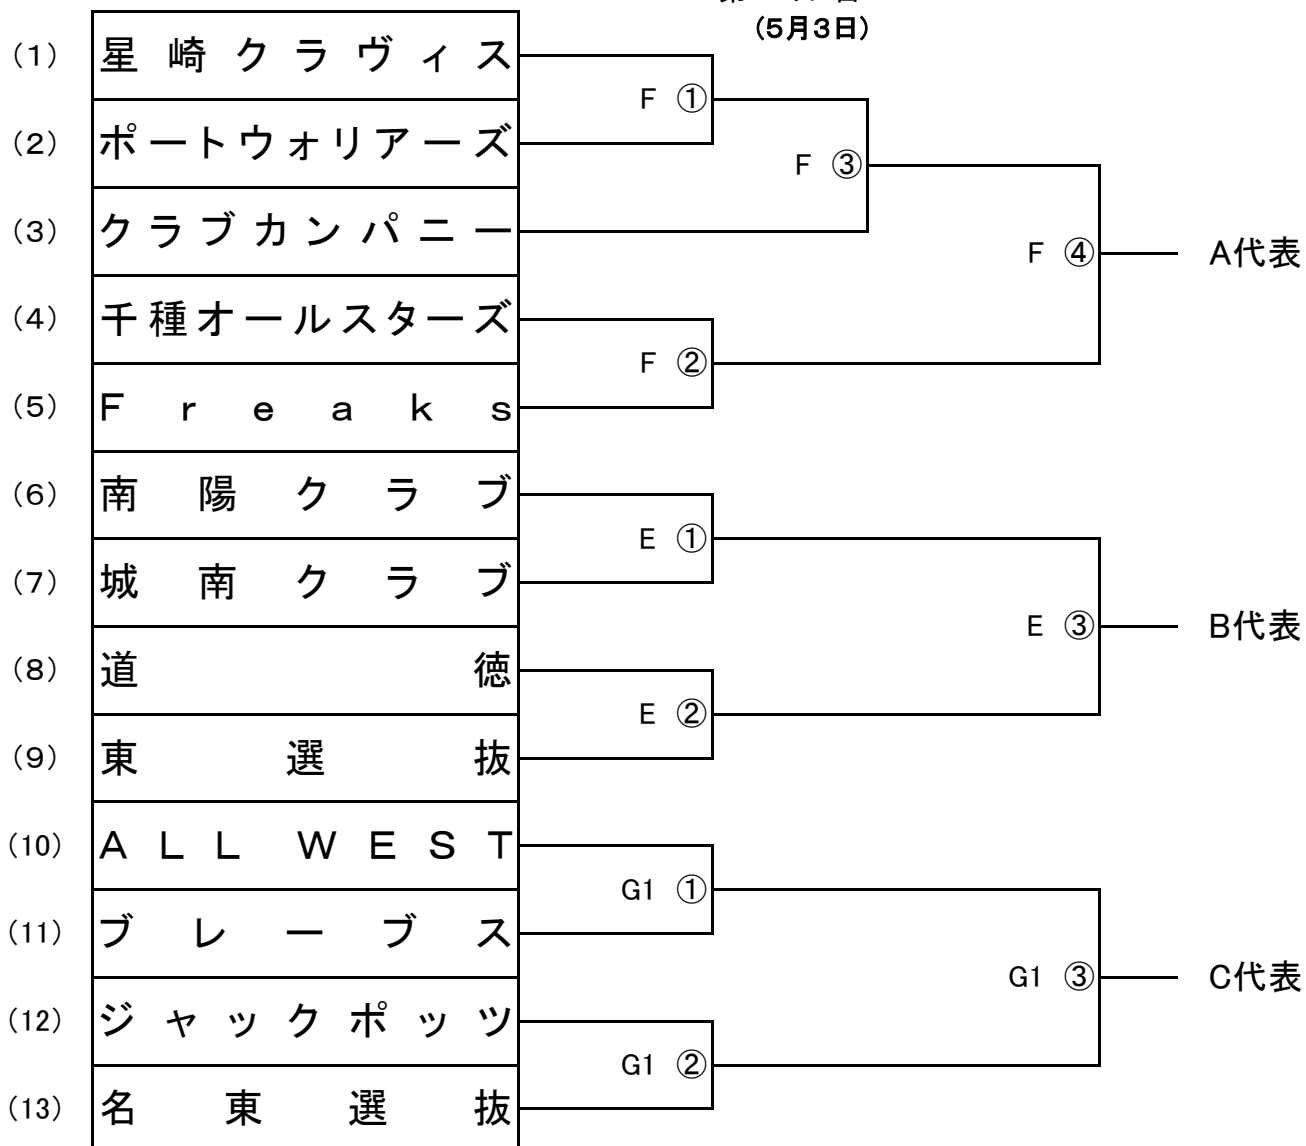 (5月3日)
(1) 星崎クラヴィス
F ①
(2) ポートウォリアーズ
F ③
(3) クラブカンパニー
F ④ A代表
(4) 千種オールスターズ
F ②
(5) Freaks
(6) 南陽クラブ
E ①
(7) 城南クラブ
E ③ B代表
(8) 道徳
E ②
(9) 東選抜
(10) ALL WEST
G1 ①
(11) ブレーブス
G1 ③ C代表
(12) ジャックポッツ
G1 ②
(13) 名東選抜